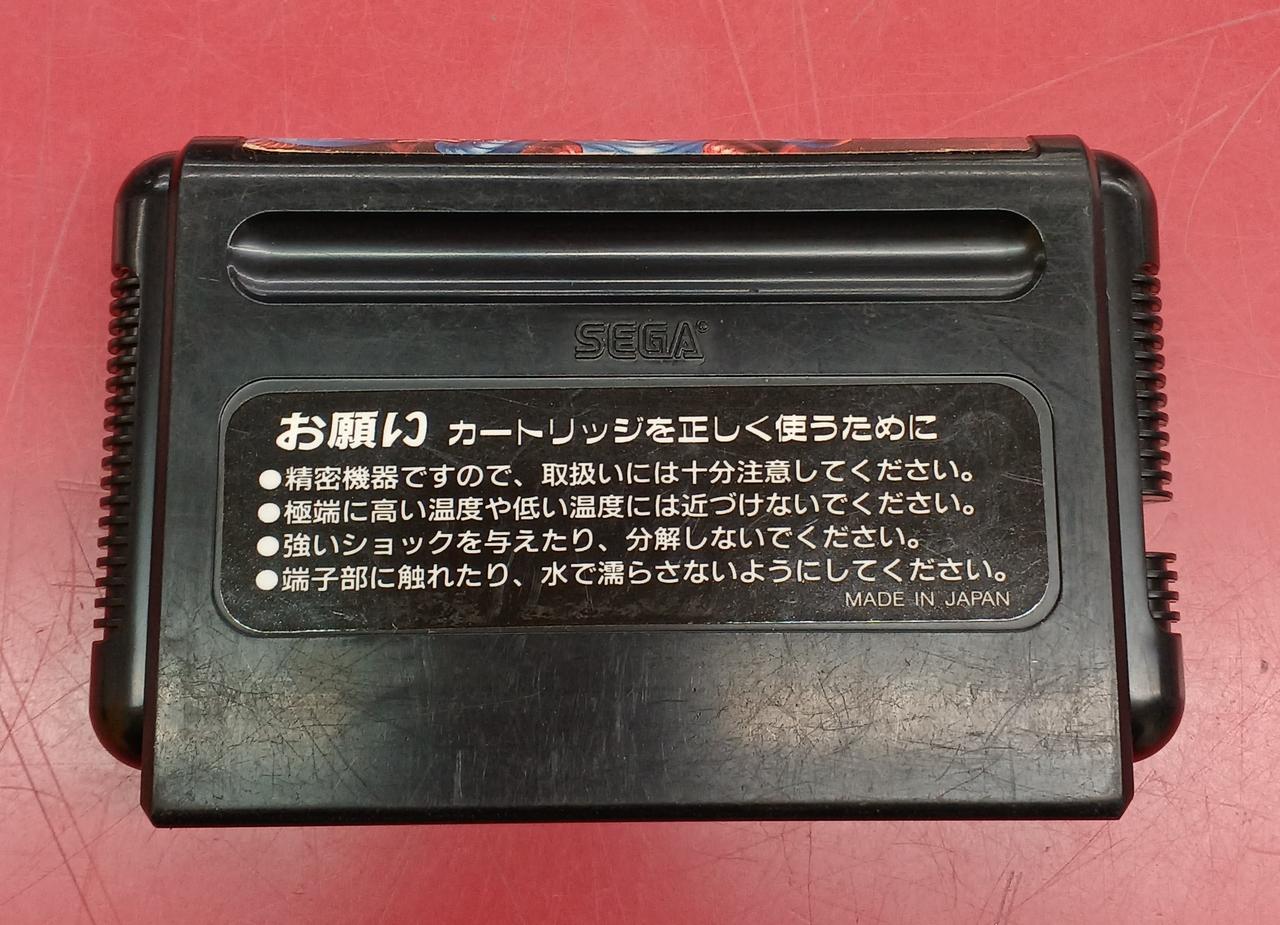 SEGA©
お願い カートリッジを正しく使うために
●精密機器ですので、取扱いには十分注意してください。
●極端に高い温度や低い温度には近づけないでください。
●強いショックを与えたり、分解しないでください。
●端子部に触れたり、水で濡らさないようにしてください。
MADE IN JAPAN